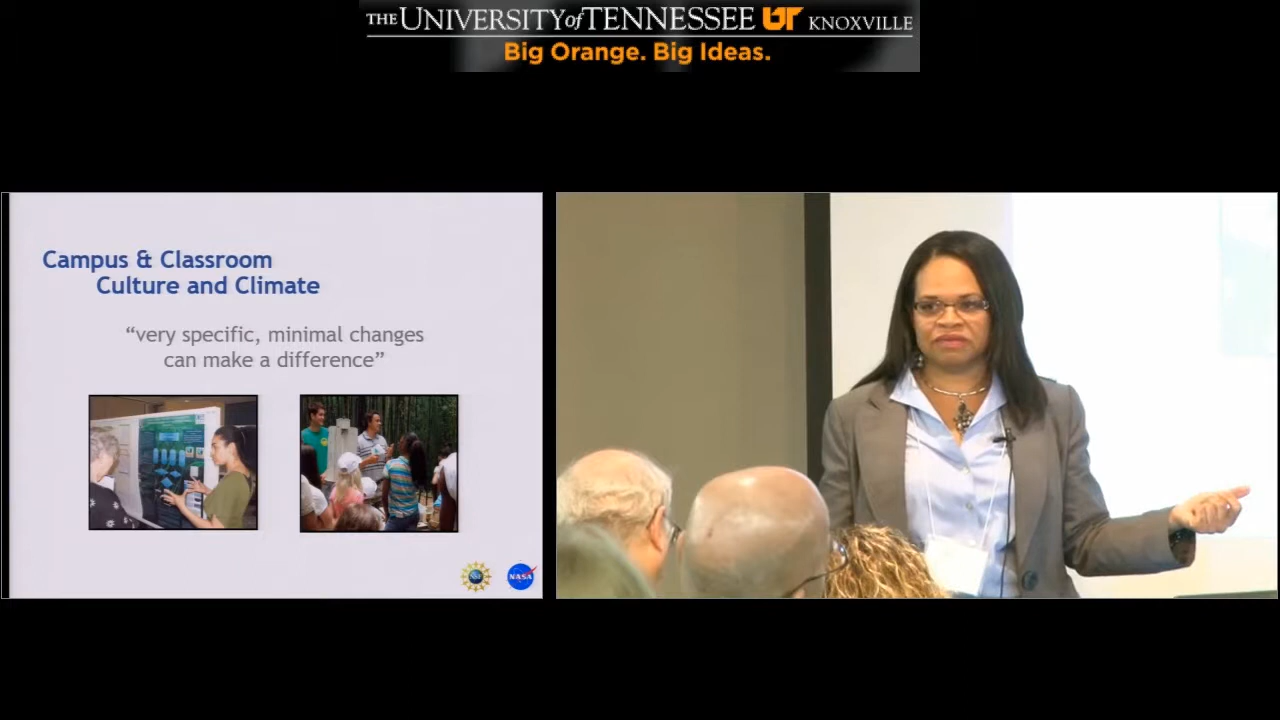 THE UNIVERSITY of TENNESSEE UT KNOXVILLE
Big Orange. Big Ideas.
Campus & Classroom
Culture and Climate
“very specific, minimal changes
can make a difference”
NSF
NASA